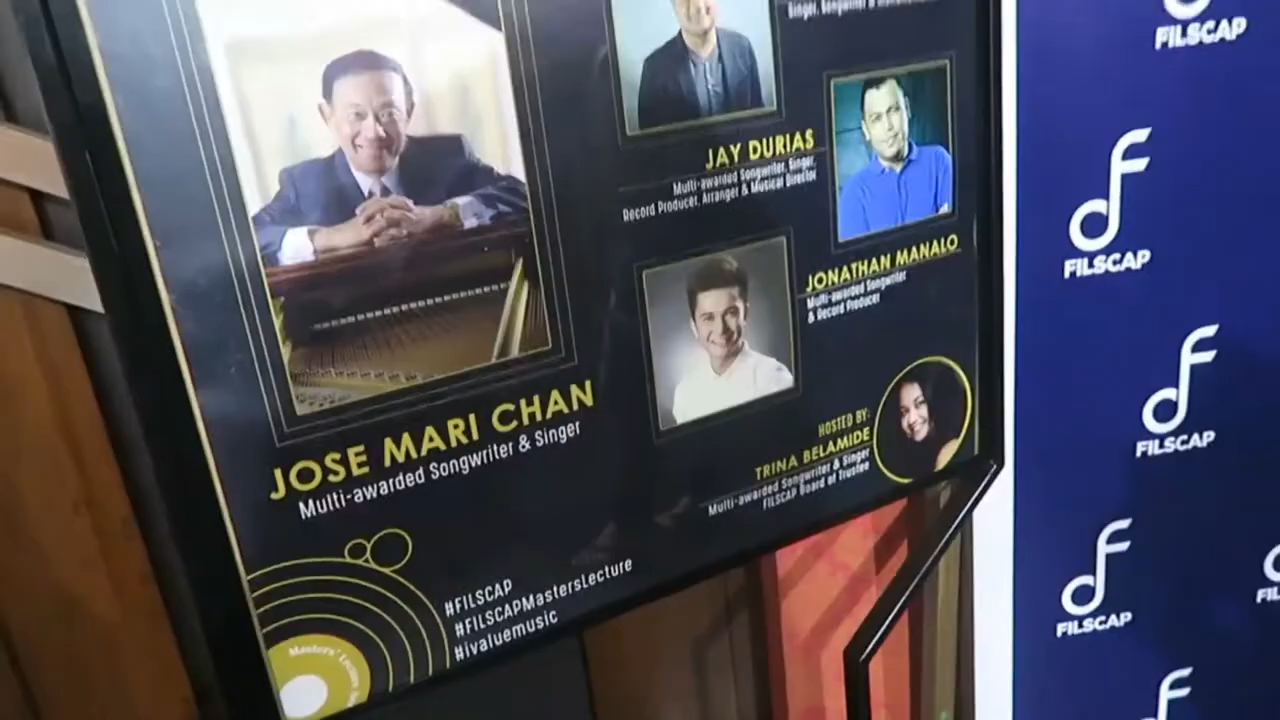 JOSE MARI CHAN
Multi-awarded Songwriter & Singer
Singer, Songwriter &
JAY DURIAS
Multi-awarded Songwriter, Singer,
Record Producer, Arranger & Musical Director
JONATHAN MANALO
Multi-awarded Songwriter
& Record Producer
HOSTED BY:
TRINA BELAMIDE
Multi-awarded Songwriter & Singer
FILSCAP Board of Trustee
#FILSCAP
#FILSCAPMastersLecture
#ivaluemusic
Masters' Lecture
FILSCAP
FILSCAP
FILSCAP
FILSCAP